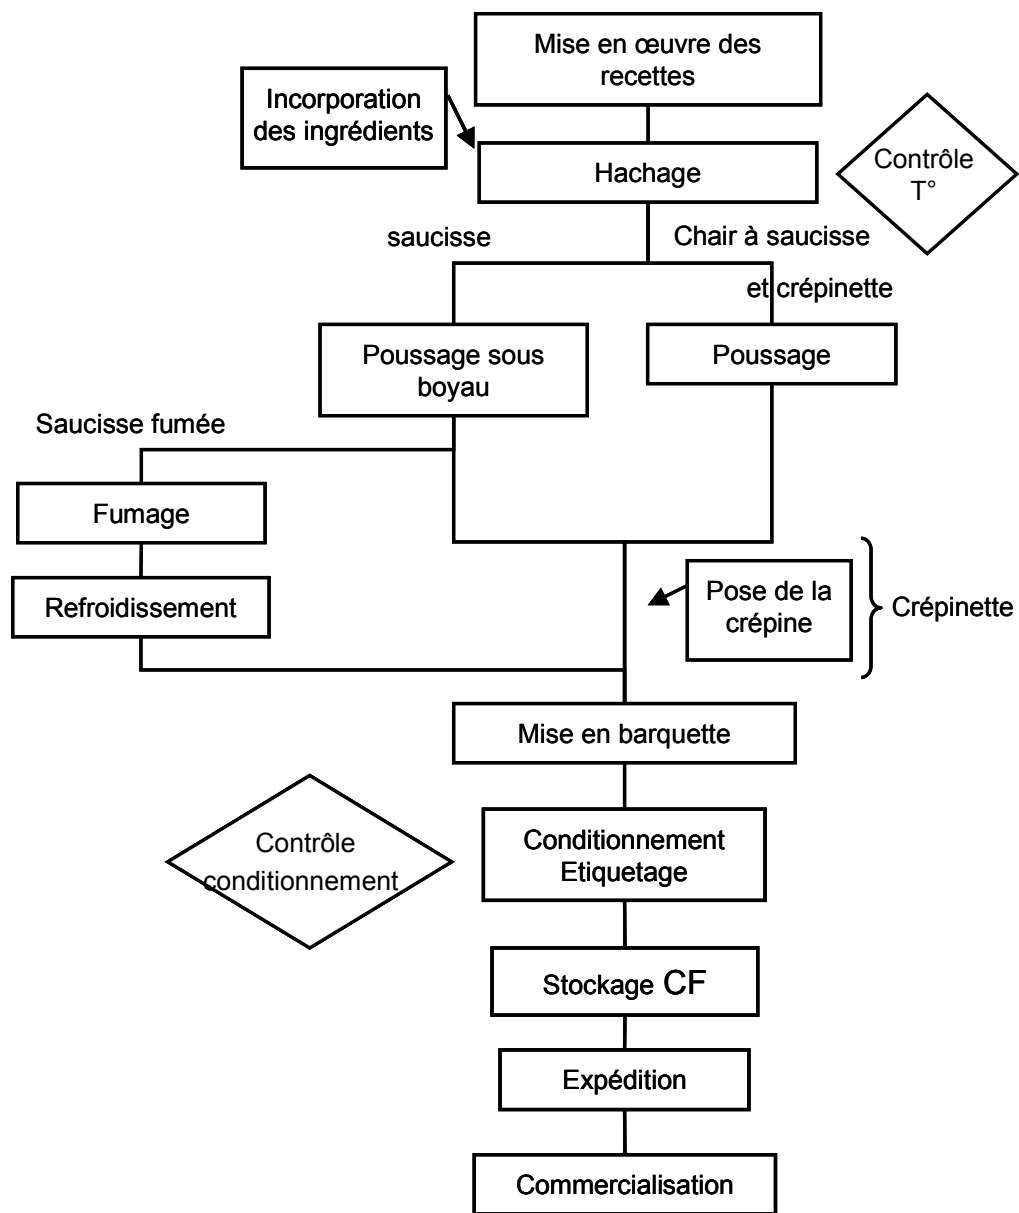 Mise en œuvre des
recettes
Incorporation
des ingrédients
Hachage
Contrôle
T°
saucisse
Chair à saucisse
et crépinette
Poussage sous
boyau
Poussage
Saucisse fumée
Fumage
Refroidissement
Pose de la
crépine
Crépinette
Mise en barquette
Contrôle
conditionnement
Conditionnement
Etiquetage
Stockage CF
Expédition
Commercialisation